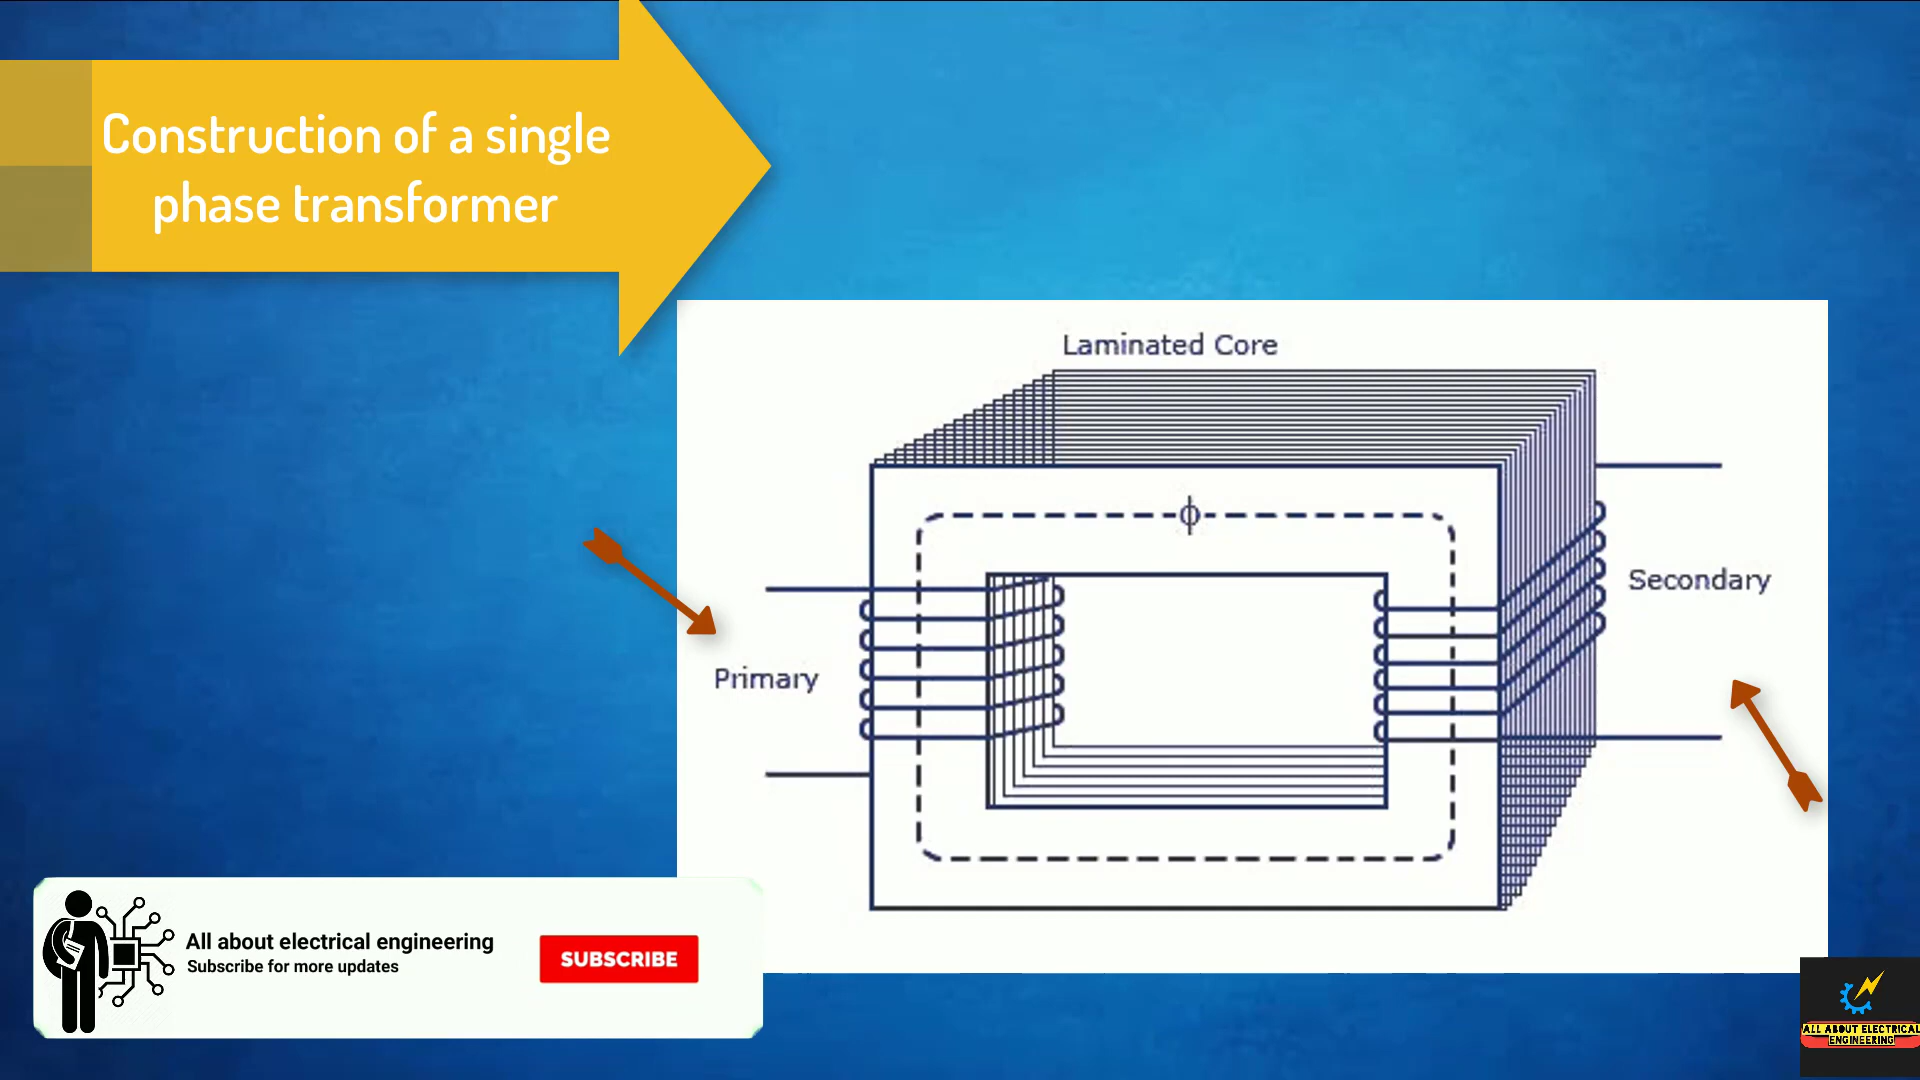 Construction of a single
phase transformer
Laminated Core
ϕ
Secondary
Primary
All about electrical engineering
Subscribe for more updates
SUBSCRIBE
ALL ABOUT ELECTRICAL
ENGINEERING